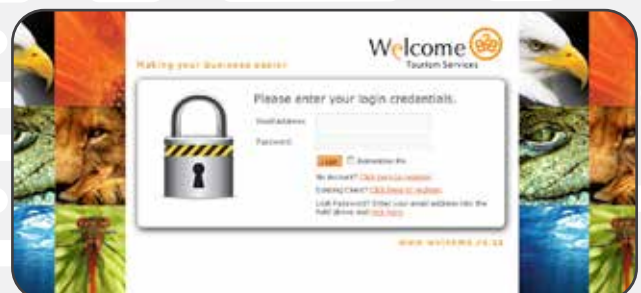 Welcome
Tourism Services
Making your business easier
Please enter your login credentials.
Email Address
Password
Login Remember Me
No Account? Click here to register
Existing Client? Click here to register
Lost Password? Enter your email address into the
field above and click here
www.welcome.co.za